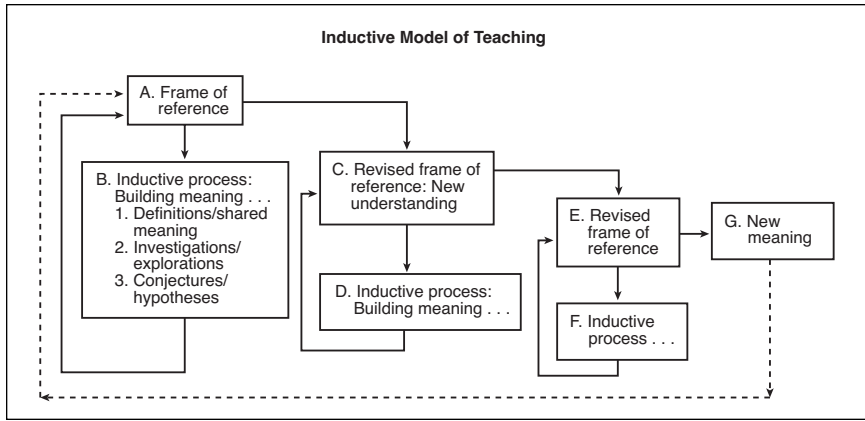 Inductive Model of Teaching
A. Frame of
reference
B. Inductive process:
Building meaning . . .
1. Definitions/shared
meaning
2. Investigations/
explorations
3. Conjectures/
hypotheses
C. Revised frame of
reference: New
understanding
D. Inductive process:
Building meaning . . .
E. Revised
frame of
reference
F. Inductive
process . . .
G. New
meaning